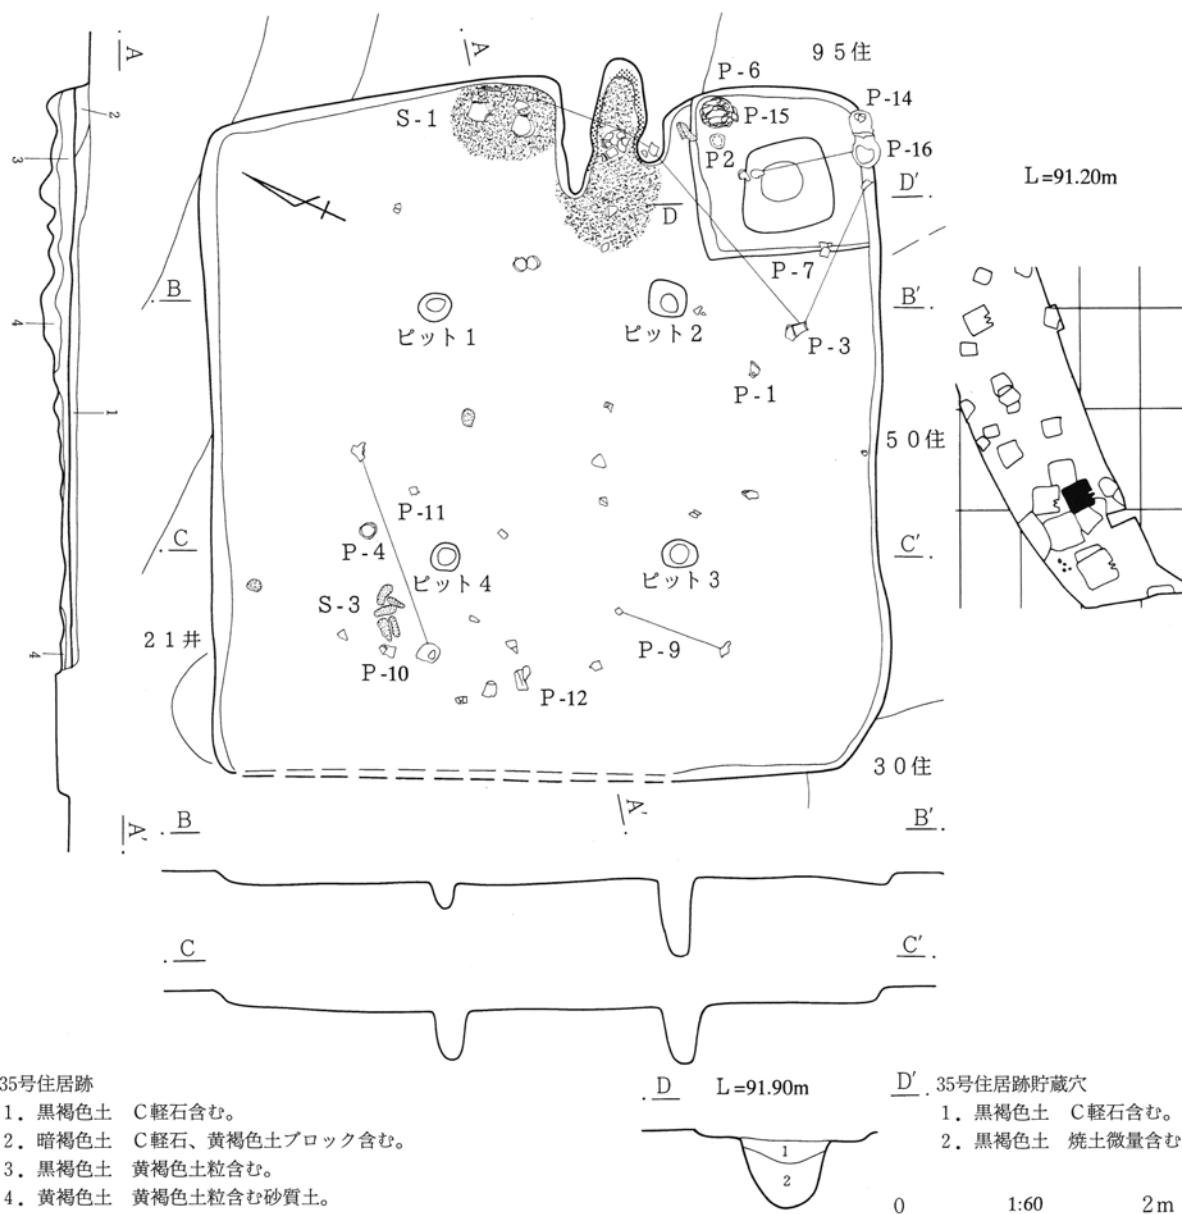 A
A
95住
P-6
P-14
2
S-1
P-15
3
P2
P-16
L=91.20m
D'
D
P-7
B
B'
4
ピット1
ピット2
P-3
P-1
1
50住
P-11
C
P-4
C'
ピット4
ピット3
S-3
21井
P-9
4
P-10
P-12
30住
A'
A'
B
B'
C
C'
35号住居跡
1. 黒褐色土 C軽石含む。
2. 暗褐色土 C軽石、黄褐色土ブロック含む。
3. 黒褐色土 黄褐色土粒含む。
4. 黄褐色土 黄褐色土粒含む砂質土。
D L=91.90m D'
1
2
35号住居跡貯蔵穴
1. 黒褐色土 C軽石含む。
2. 黒褐色土 焼土微量含む
0 1:60 2m